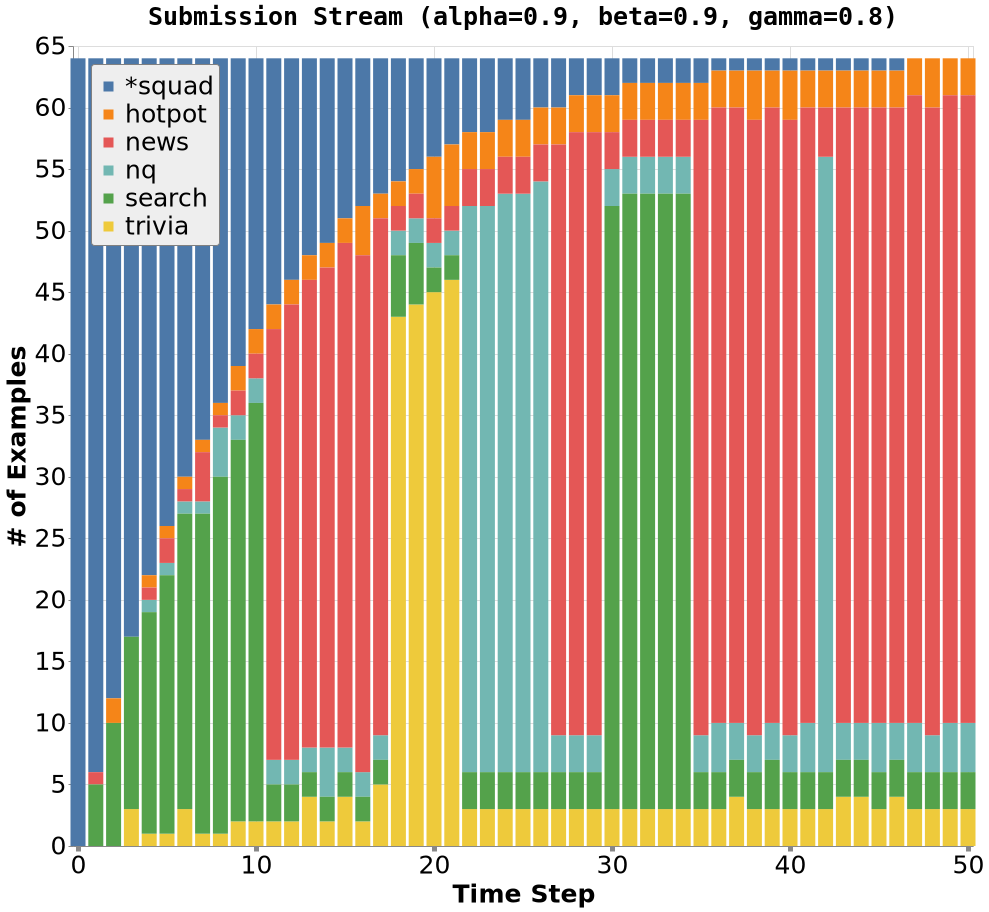 Submission Stream (alpha=0.9, beta=0.9, gamma=0.8)
65
60
55
50
45
40
35
30
25
20
15
10
5
0
# of Examples
*squad
hotpot
news
nq
search
trivia
0 10 20 30 40 50
Time Step